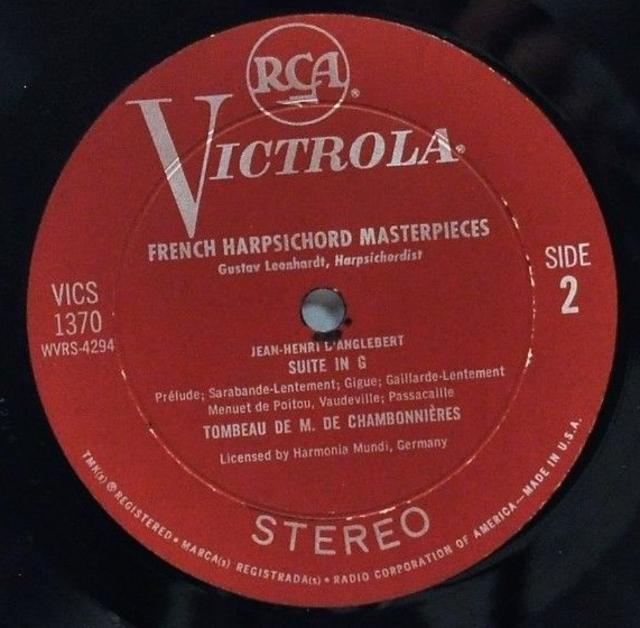 RCA®
VICTROLA®
FRENCH HARPSICHORD MASTERPIECES
Gustav Leonhardt, Harpsichordist
VICS
1370
WVRS-4294
SIDE
2
JEAN-HENRI D'ANGLEBERT
SUITE IN G
Prélude; Sarabande-Lentement; Gigue; Gaillarde-Lentement
Menuet de Poitou, Vaudeville; Passacaille
TOMBEAU DE M. DE CHAMBONNIÈRES
Licensed by Harmonia Mundi, Germany
STEREO
TMK(s) ® REGISTERED • MARCA(s) REGISTRADA(s) • RADIO CORPORATION OF AMERICA—MADE IN U.S.A.